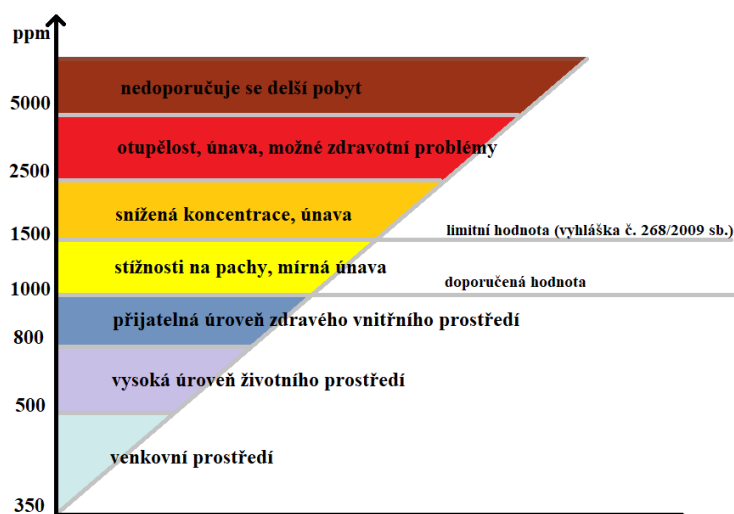 ppm
nedoporučuje se delší pobyt
5000
otupělost, únava, možné zdravotní problémy
2500
snížená koncentrace, únava
1500
limitní hodnota (vyhláška č. 268/2009 sb.)
stížnosti na pachy, mírná únava
1000
doporučená hodnota
přijatelná úroveň zdravého vnitřního prostředí
800
vysoká úroveň životního prostředí
500
venkovní prostředí
350